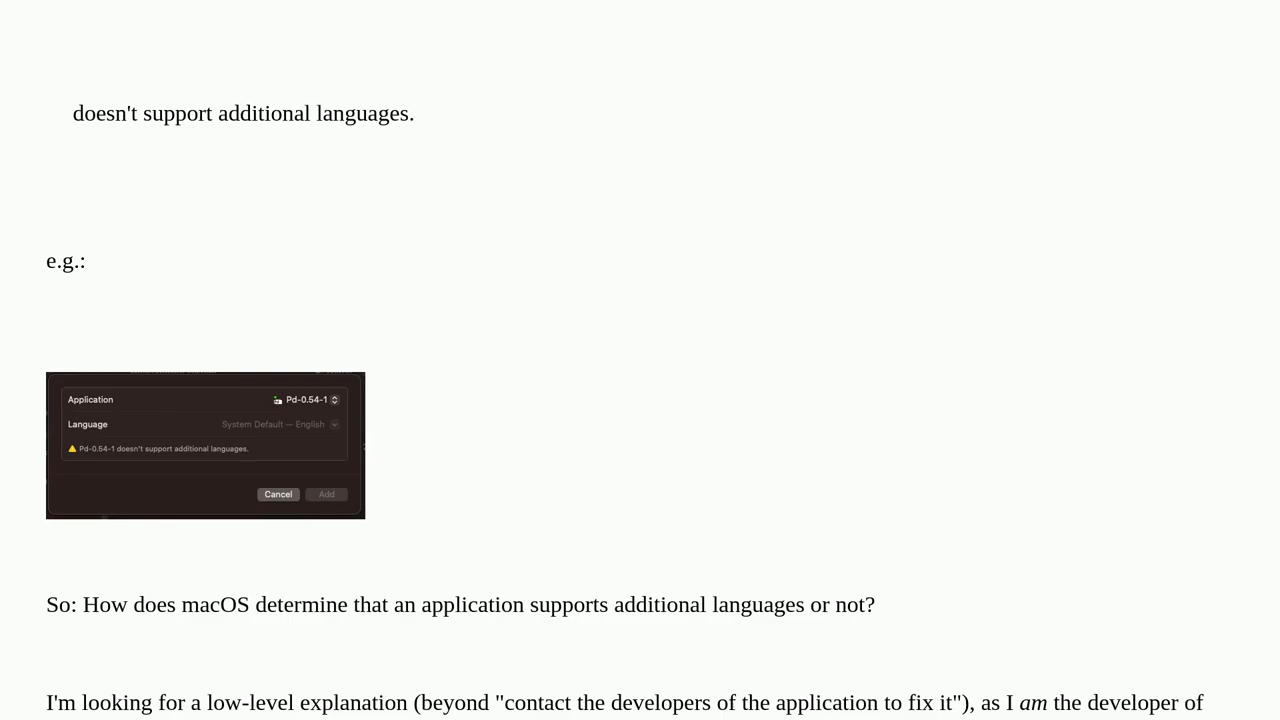 doesn't support additional languages.
e.g.:
Application Pd-0.54-1
Language System Default — English
Pd-0.54-1 doesn't support additional languages.
Cancel Add
So: How does macOS determine that an application supports additional languages or not?
I'm looking for a low-level explanation (beyond "contact the developers of the application to fix it"), as I am the developer of